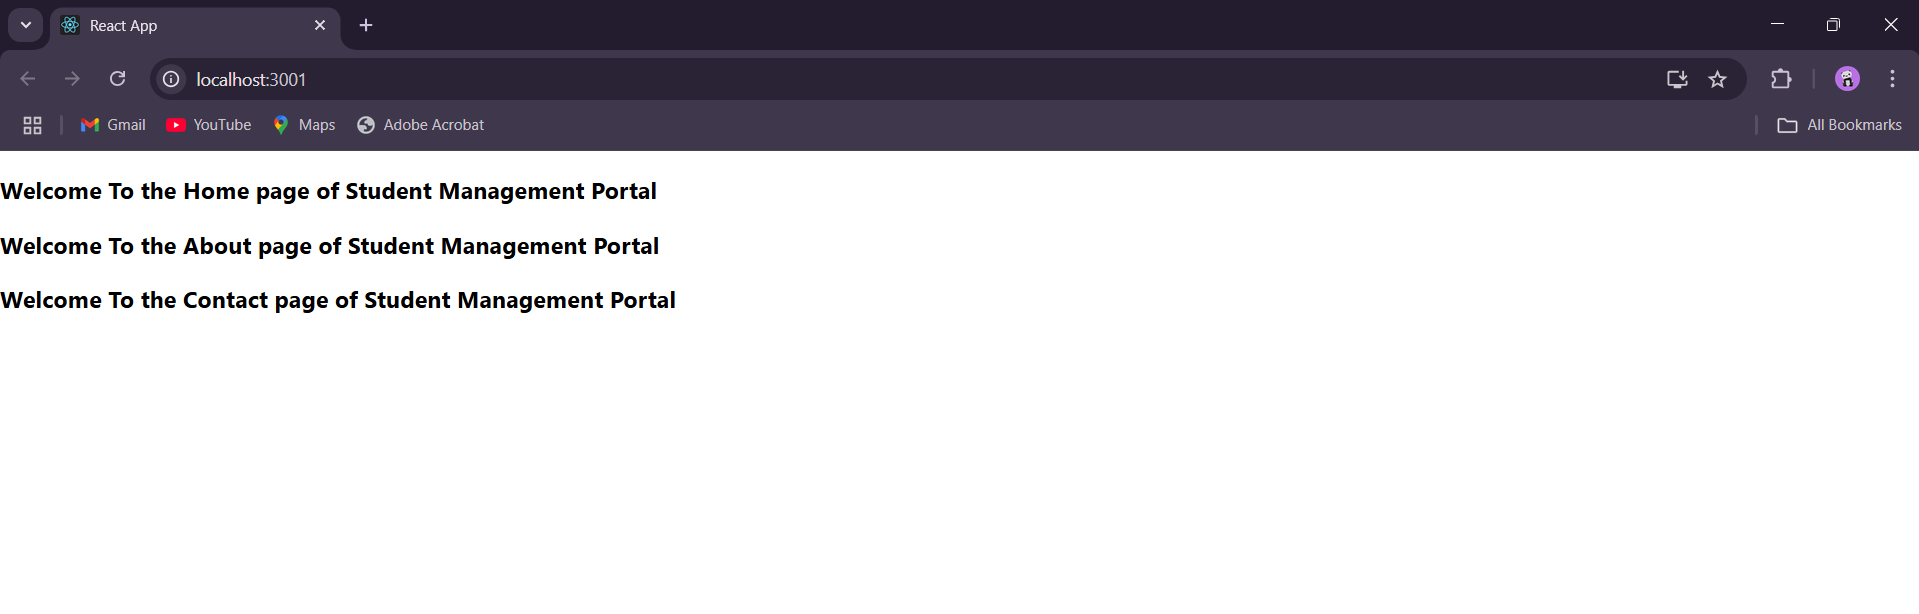 React App
localhost:3001
Gmail YouTube Maps Adobe Acrobat All Bookmarks
Welcome To the Home page of Student Management Portal
Welcome To the About page of Student Management Portal
Welcome To the Contact page of Student Management Portal